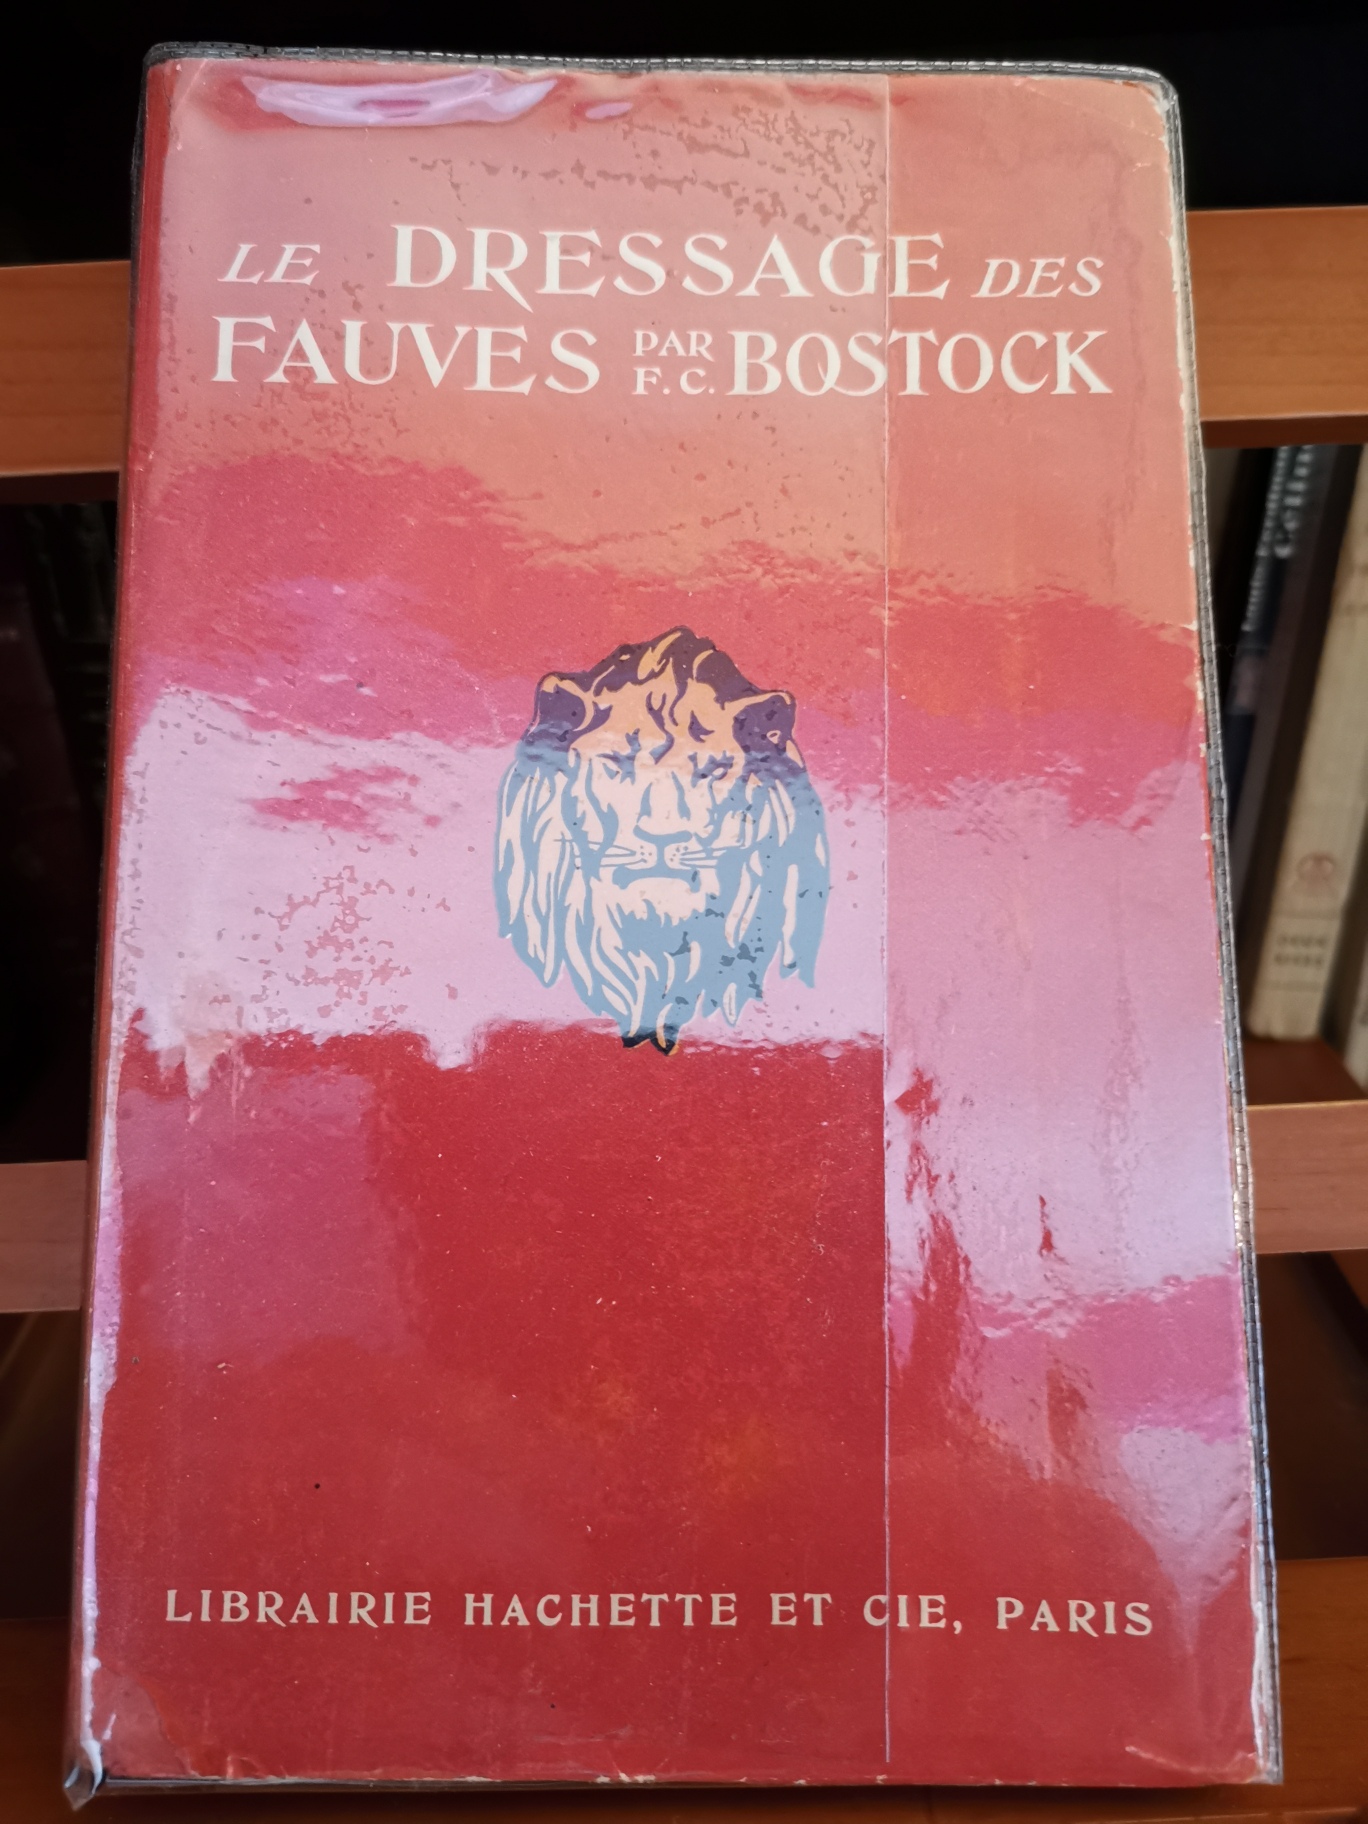 LE DRESSAGE DES
FAUVES PAR F. C. BOSTOCK
LIBRAIRIE HACHETTE ET CIE, PARIS